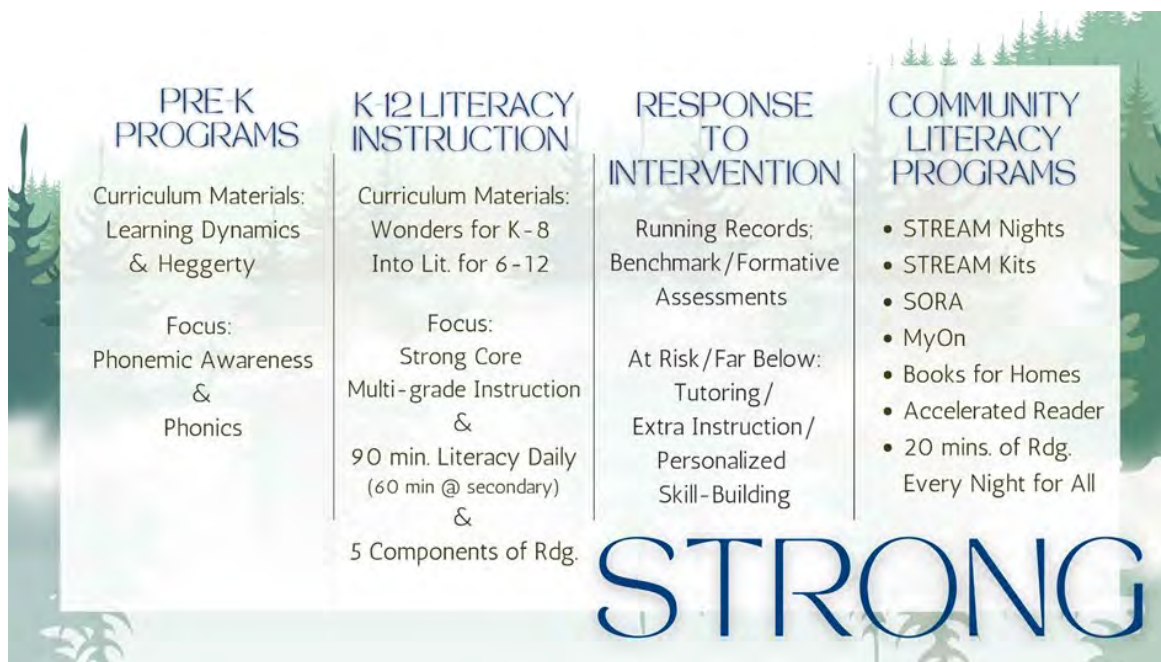 PRE-K
PROGRAMS
Curriculum Materials:
Learning Dynamics
& Heggerty
Focus:
Phonemic Awareness
&
Phonics
K-12 LITERACY
INSTRUCTION
Curriculum Materials:
Wonders for K-8
Into Lit. for 6-12
Focus:
Strong Core
Multi-grade Instruction
&
90 min. Literacy Daily
(60 min @ secondary)
&
5 Components of Rdg.
RESPONSE
TO
INTERVENTION
Running Records;
Benchmark/Formative
Assessments
At Risk/Far Below:
Tutoring/
Extra Instruction/
Personalized
Skill-Building
COMMUNITY
LITERACY
PROGRAMS
• STREAM Nights
• STREAM Kits
• SORA
• MyOn
• Books for Homes
• Accelerated Reader
• 20 mins. of Rdg.
Every Night for All
STRONG